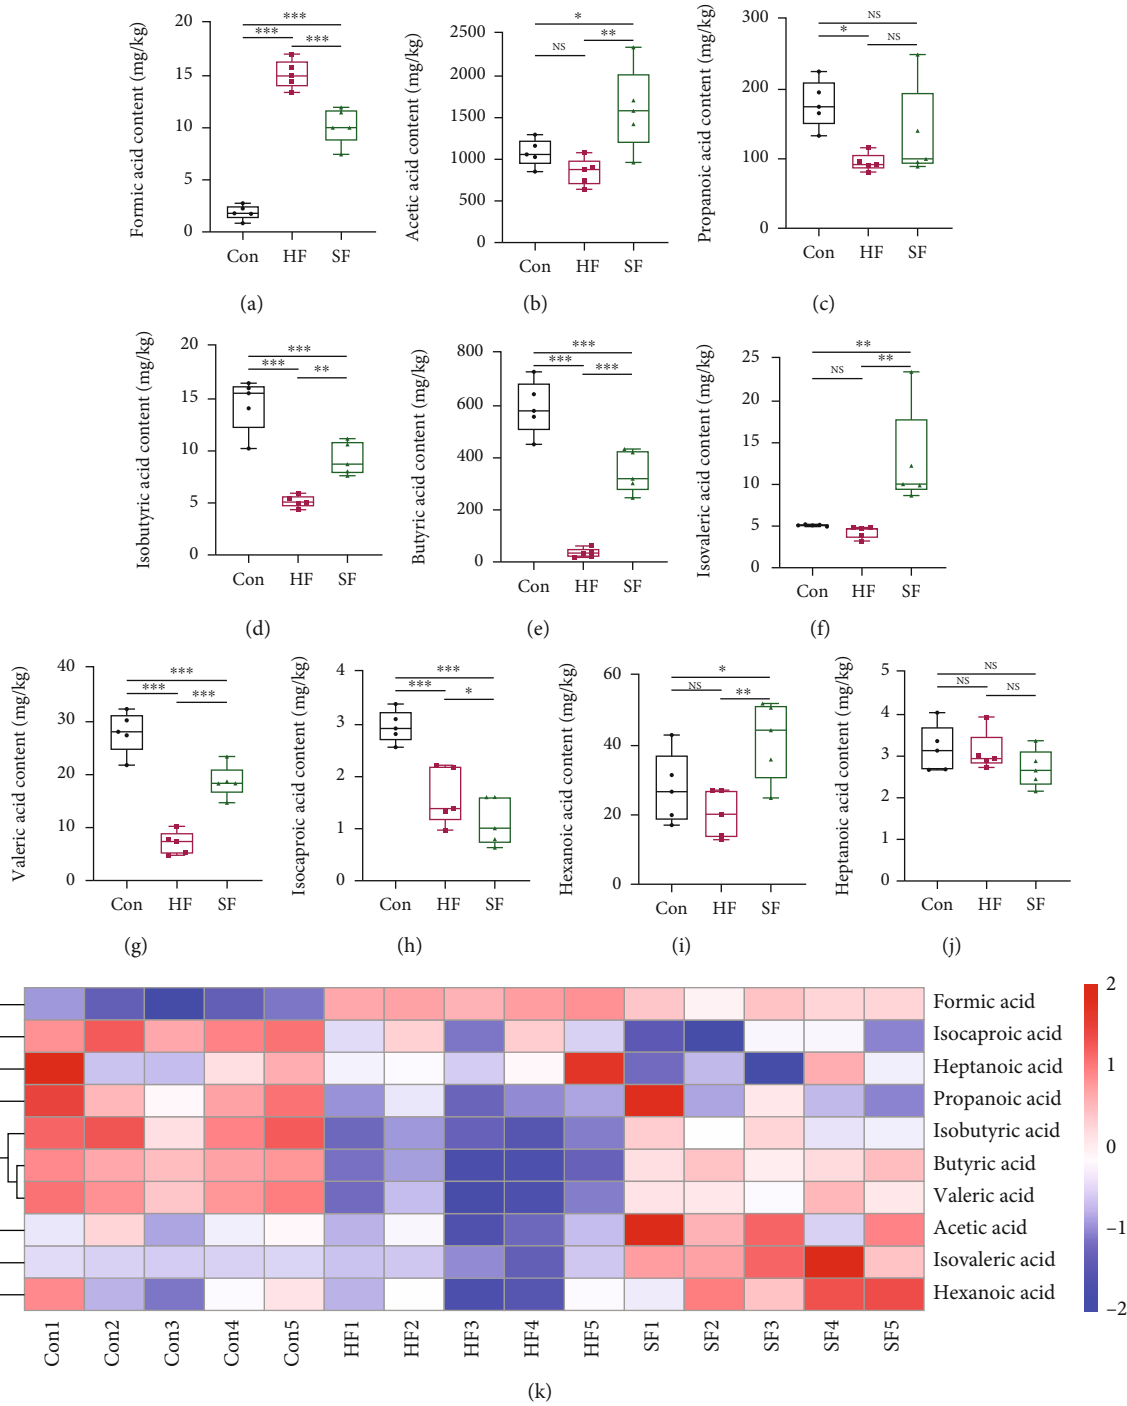 Formic acid content (mg/kg)
20
15
10
5
0
***
***
***
Con HF SF
(a)
Acetic acid content (mg/kg)
2500
2000
1500
1000
500
0
*
NS
**
Con HF SF
(b)
Propanoic acid content (mg/kg)
300
200
100
0
NS
*
NS
Con HF SF
(c)
Isobutyric acid content (mg/kg)
20
15
10
5
0
***
***
**
Con HF SF
(d)
Butyric acid content (mg/kg)
800
600
400
200
0
***
***
***
Con HF SF
(e)
Isovaleric acid content (mg/kg)
25
20
15
10
5
0
**
NS
**
Con HF SF
(f)
Valeric acid content (mg/kg)
40
30
20
10
0
***
***
***
Con HF SF
(g)
Isocaproic acid content (mg/kg)
4
3
2
1
0
***
***
*
Con HF SF
(h)
Hexanoic acid content (mg/kg)
60
40
20
0
*
NS
**
Con HF SF
(i)
Heptanoic acid content (mg/kg)
5
4
3
2
1
0
NS
NS
NS
Con HF SF
(j)
Formic acid
Isocaproic acid
Heptanoic acid
Propanoic acid
Isobutyric acid
Butyric acid
Valeric acid
Acetic acid
Isovaleric acid
Hexanoic acid
2
1
0
−1
−2
Con1 Con2 Con3 Con4 Con5 HF1 HF2 HF3 HF4 HF5 SF1 SF2 SF3 SF4 SF5
(k)